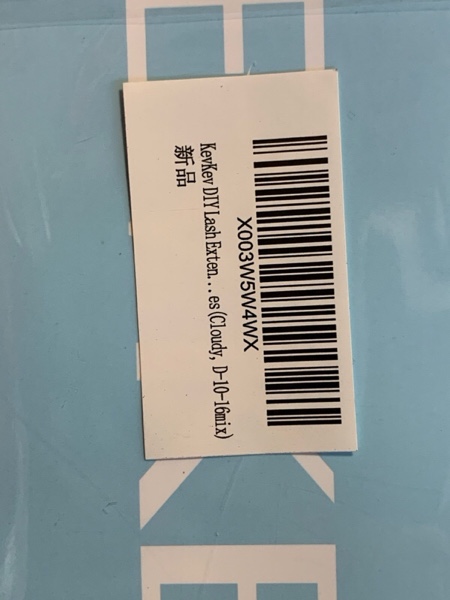 X003W5W4WX
KevKev DIY Lash Exten...es(Cloudy, D-10-16mix)
新品